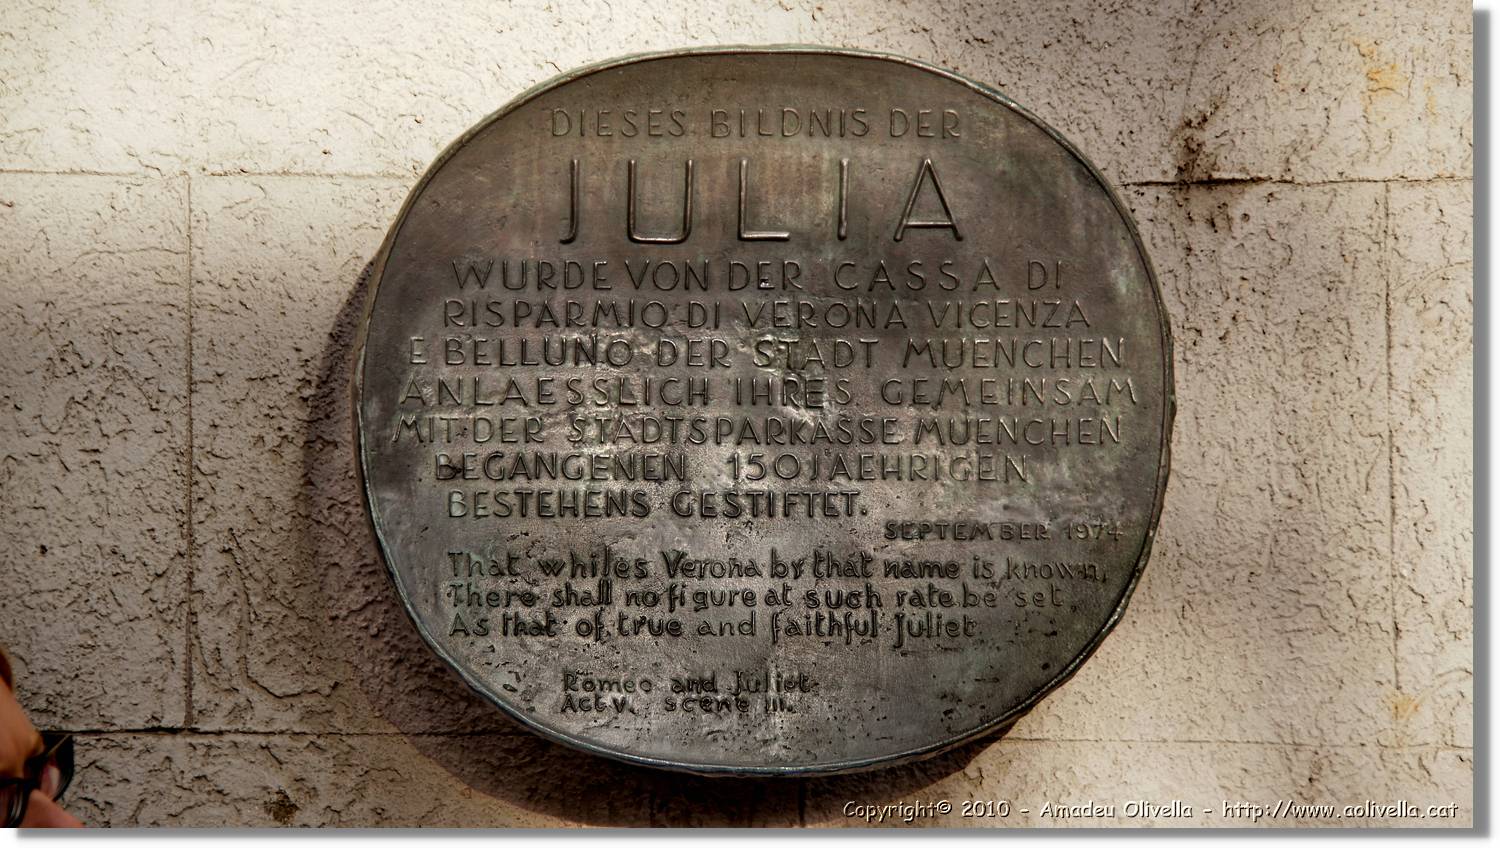 DIESES BILDNIS DER
JULIA
WURDE VON DER CASSA DI
RISPARMIO DI VERONA VICENZA
E BELLUNO DER STADT MUENCHEN
ANLAESSLICH IHRES GEMEINSAM
MIT DER STADTSPARKASSE MUENCHEN
BEGANGENEN 150JAEHRIGEN
BESTEHENS GESTIFTET.
SEPTEMBER 1974
That whiles Verona by that name is known,
There shall no figure at such rate be set,
As that of true and faithful Juliet.
Romeo and Juliet
Act V. scene III.
Copyright© 2010 - Amadeu Olivella - http://www.aolivella.cat